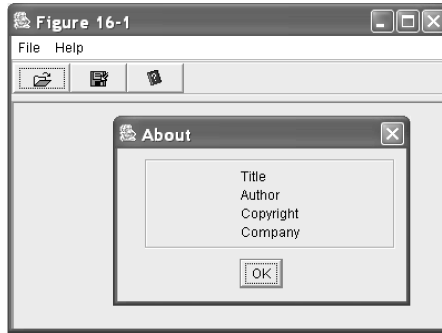 Figure 16-1
File Help
About
Title
Author
Copyright
Company
OK